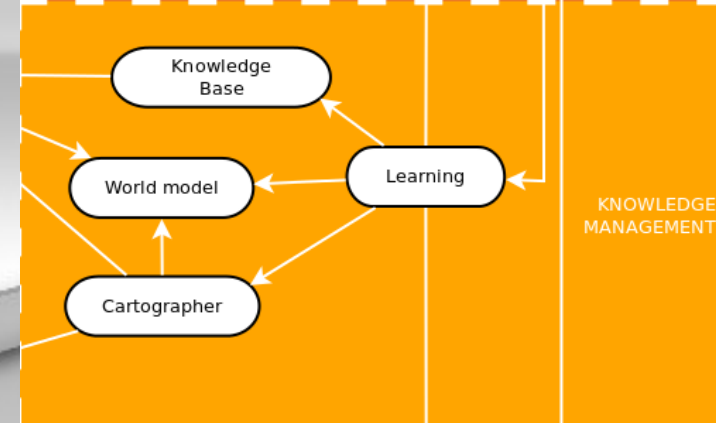 Knowledge
Base
Learning
World model
KNOWLEDGE
MANAGEMENT
Cartographer